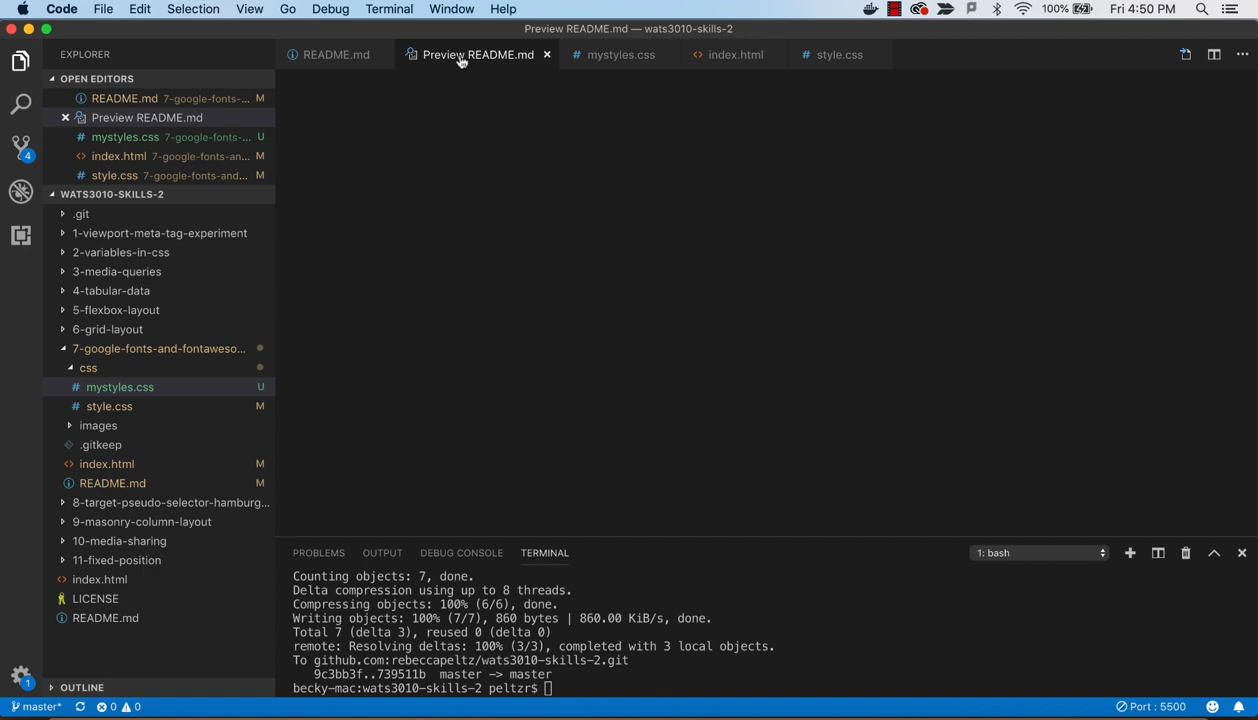 Code File Edit Selection View Go Debug Terminal Window Help 100% Fri 4:50 PM
Preview README.md — wats3010-skills-2
EXPLORER
README.md Preview README.md mystyles.css index.html style.css
OPEN EDITORS
README.md 7-google-fonts-... M
Preview README.md
mystyles.css 7-google-fonts-... U
index.html 7-google-fonts-an... M
style.css 7-google-fonts-and... M
WATS3010-SKILLS-2
.git
1-viewport-meta-tag-experiment
2-variables-in-css
3-media-queries
4-tabular-data
5-flexbox-layout
6-grid-layout
7-google-fonts-and-fontaweso...
css
mystyles.css U
style.css M
images
.gitkeep
index.html M
README.md M
8-target-pseudo-selector-hamburg...
9-masonry-column-layout
10-media-sharing
11-fixed-position
index.html
LICENSE
README.md
OUTLINE
4
1
PROBLEMS OUTPUT DEBUG CONSOLE TERMINAL 1: bash
Counting objects: 7, done.
Delta compression using up to 8 threads.
Compressing objects: 100% (6/6), done.
Writing objects: 100% (7/7), 860 bytes | 860.00 KiB/s, done.
Total 7 (delta 3), reused 0 (delta 0)
remote: Resolving deltas: 100% (3/3), completed with 3 local objects.
To github.com:rebeccapeltz/wats3010-skills-2.git
9c3bb3f..739511b master -> master
becky-mac:wats3010-skills-2 peltzr$
master* 0 0 Port : 5500